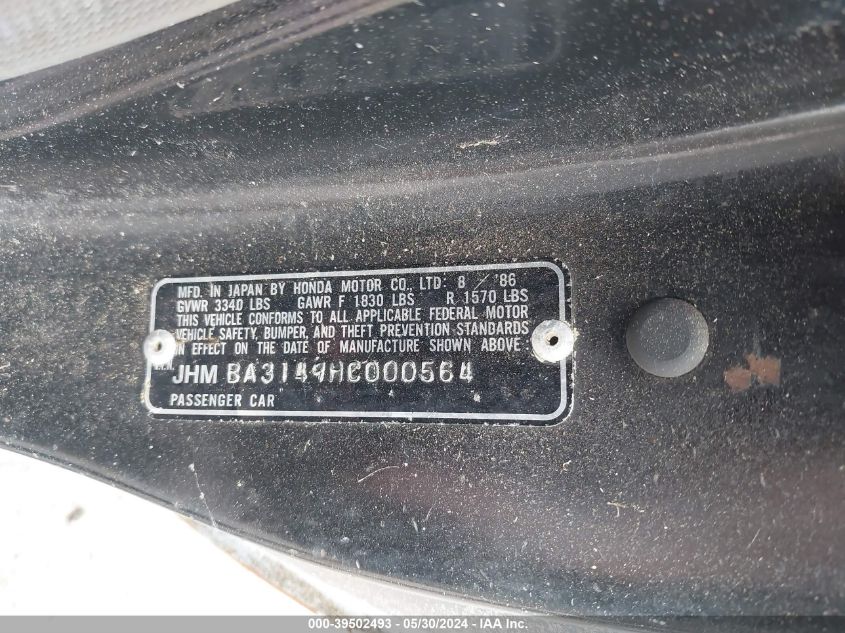 MFD. IN JAPAN BY HONDA MOTOR CO., LTD: 8 / '86
GVWR 3340 LBS GAWR F 1830 LBS R 1570 LBS
THIS VEHICLE CONFORMS TO ALL APPLICABLE FEDERAL MOTOR
VEHICLE SAFETY, BUMPER, AND THEFT PREVENTION STANDARDS
IN EFFECT ON THE DATE OF MANUFACTURE SHOWN ABOVE:
JHM BA3149HC000564
PASSENGER CAR
000-39502493 - 05/30/2024 - IAA Inc.